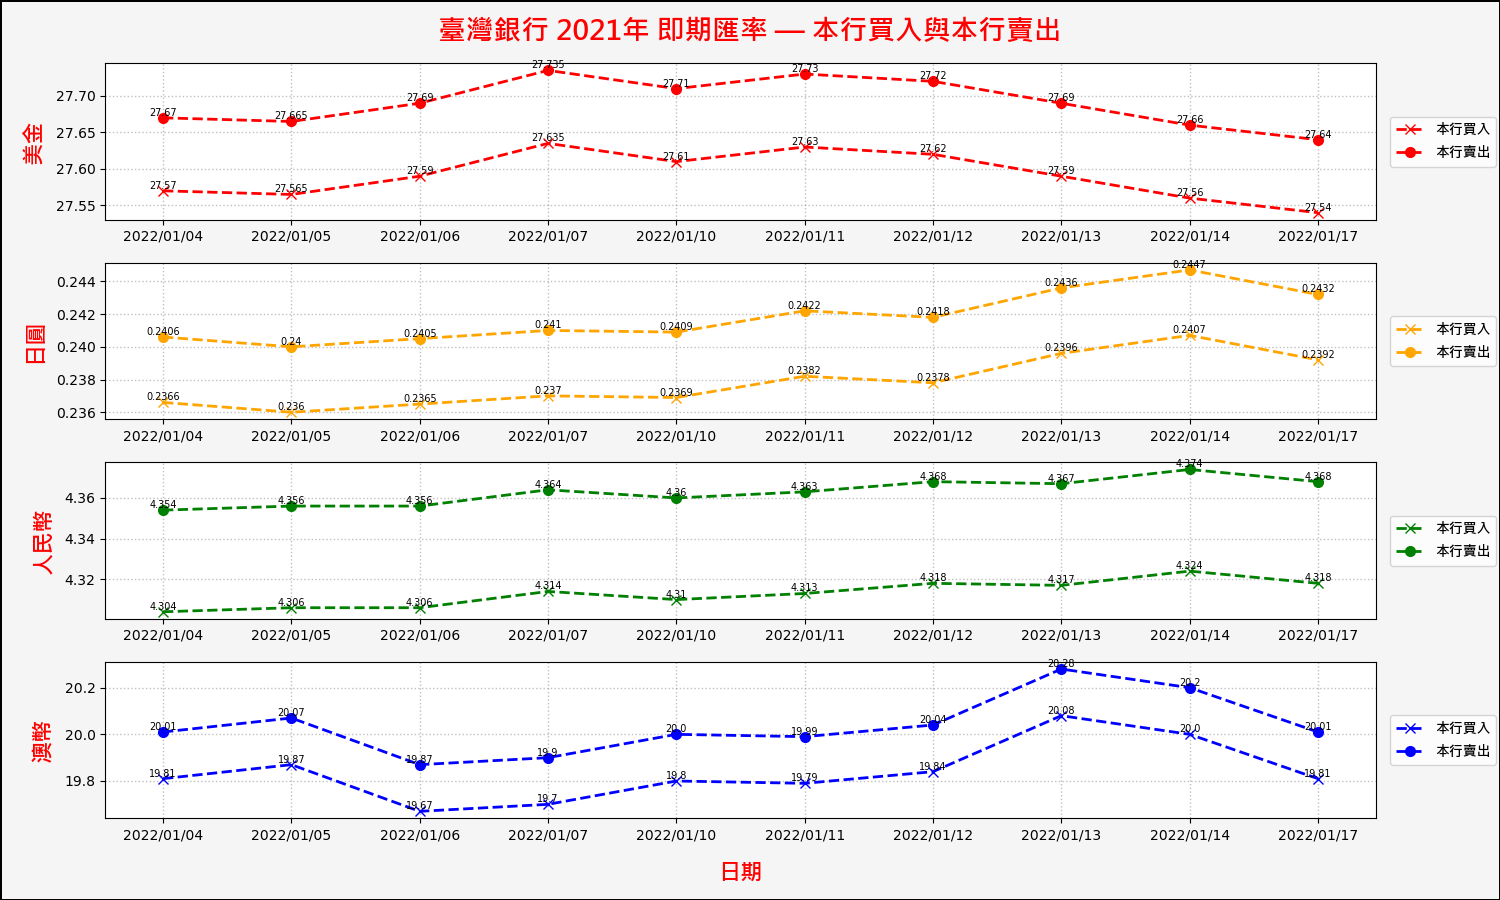 臺灣銀行 2021年 即期匯率 — 本行買入與本行賣出
美金
27.70
27.65
27.60
27.55
27.67 27.665 27.69 27.735 27.71 27.73 27.72 27.69 27.66 27.64
27.57 27.565 27.59 27.635 27.61 27.63 27.62 27.59 27.56 27.54
2022/01/04 2022/01/05 2022/01/06 2022/01/07 2022/01/10 2022/01/11 2022/01/12 2022/01/13 2022/01/14 2022/01/17
本行買入
本行賣出
日圓
0.244
0.242
0.240
0.238
0.236
0.2406 0.24 0.2405 0.241 0.2409 0.2422 0.2418 0.2436 0.2447 0.2432
0.2366 0.236 0.2365 0.237 0.2369 0.2382 0.2378 0.2396 0.2407 0.2392
2022/01/04 2022/01/05 2022/01/06 2022/01/07 2022/01/10 2022/01/11 2022/01/12 2022/01/13 2022/01/14 2022/01/17
本行買入
本行賣出
人民幣
4.36
4.34
4.32
4.354 4.356 4.356 4.364 4.36 4.363 4.368 4.367 4.374 4.368
4.304 4.306 4.306 4.314 4.31 4.313 4.318 4.317 4.324 4.318
2022/01/04 2022/01/05 2022/01/06 2022/01/07 2022/01/10 2022/01/11 2022/01/12 2022/01/13 2022/01/14 2022/01/17
本行買入
本行賣出
澳幣
20.2
20.0
19.8
20.01 20.07 19.87 19.9 20.0 19.99 20.04 20.28 20.2 20.01
19.81 19.87 19.67 19.7 19.8 19.79 19.84 20.08 20.0 19.81
2022/01/04 2022/01/05 2022/01/06 2022/01/07 2022/01/10 2022/01/11 2022/01/12 2022/01/13 2022/01/14 2022/01/17
本行買入
本行賣出
日期